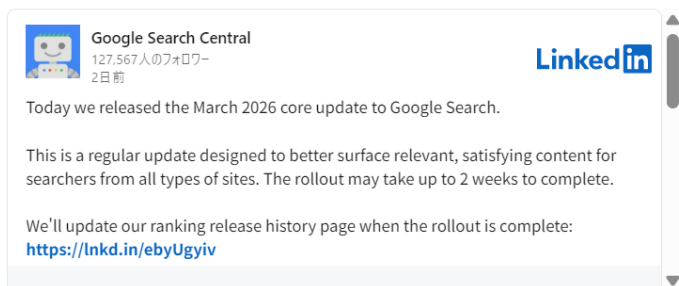 Google Search Central
127,567人のフォロワー
2日前
LinkedIn
Today we released the March 2026 core update to Google Search.
This is a regular update designed to better surface relevant, satisfying content for
searchers from all types of sites. The rollout may take up to 2 weeks to complete.
We'll update our ranking release history page when the rollout is complete:
https://lnkd.in/ebyUgyiv